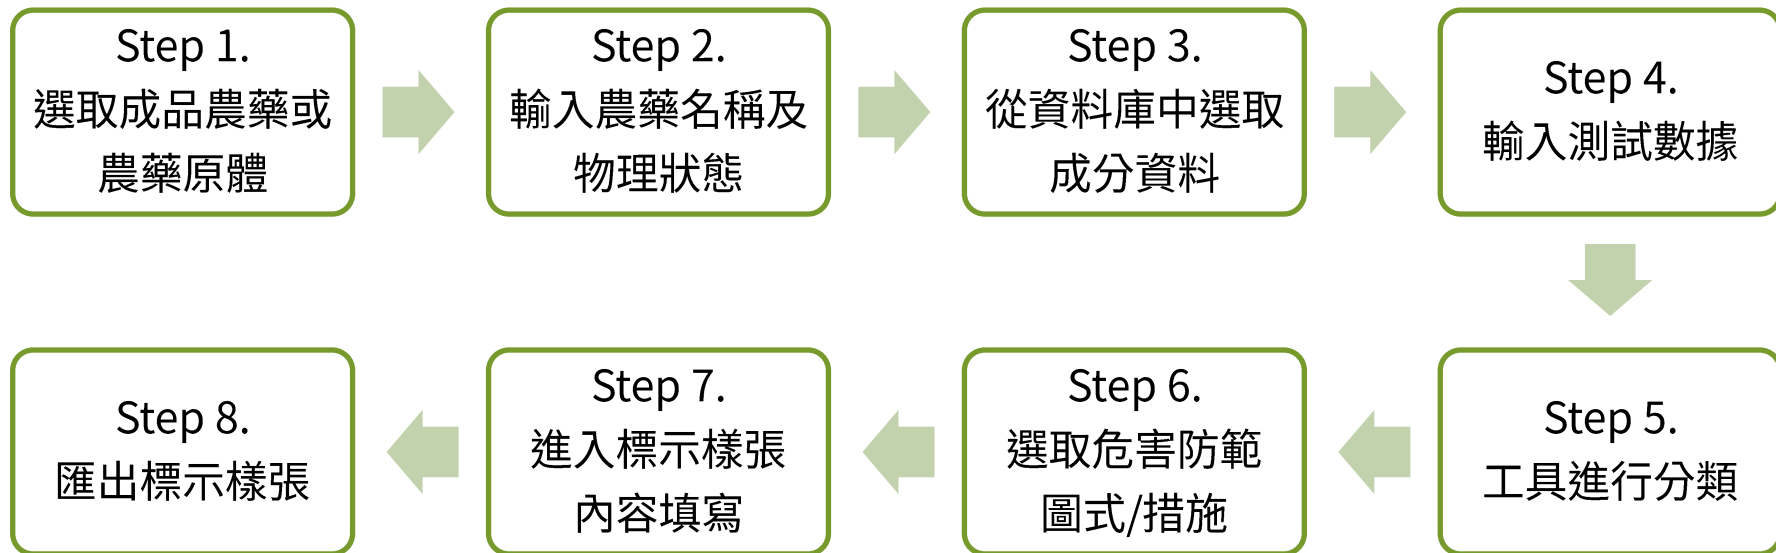 Step 1.
選取成品農藥或
農藥原體
Step 2.
輸入農藥名稱及
物理狀態
Step 3.
從資料庫中選取
成分資料
Step 4.
輸入測試數據
Step 5.
工具進行分類
Step 6.
選取危害防範
圖式/措施
Step 7.
進入標示樣張
內容填寫
Step 8.
匯出標示樣張